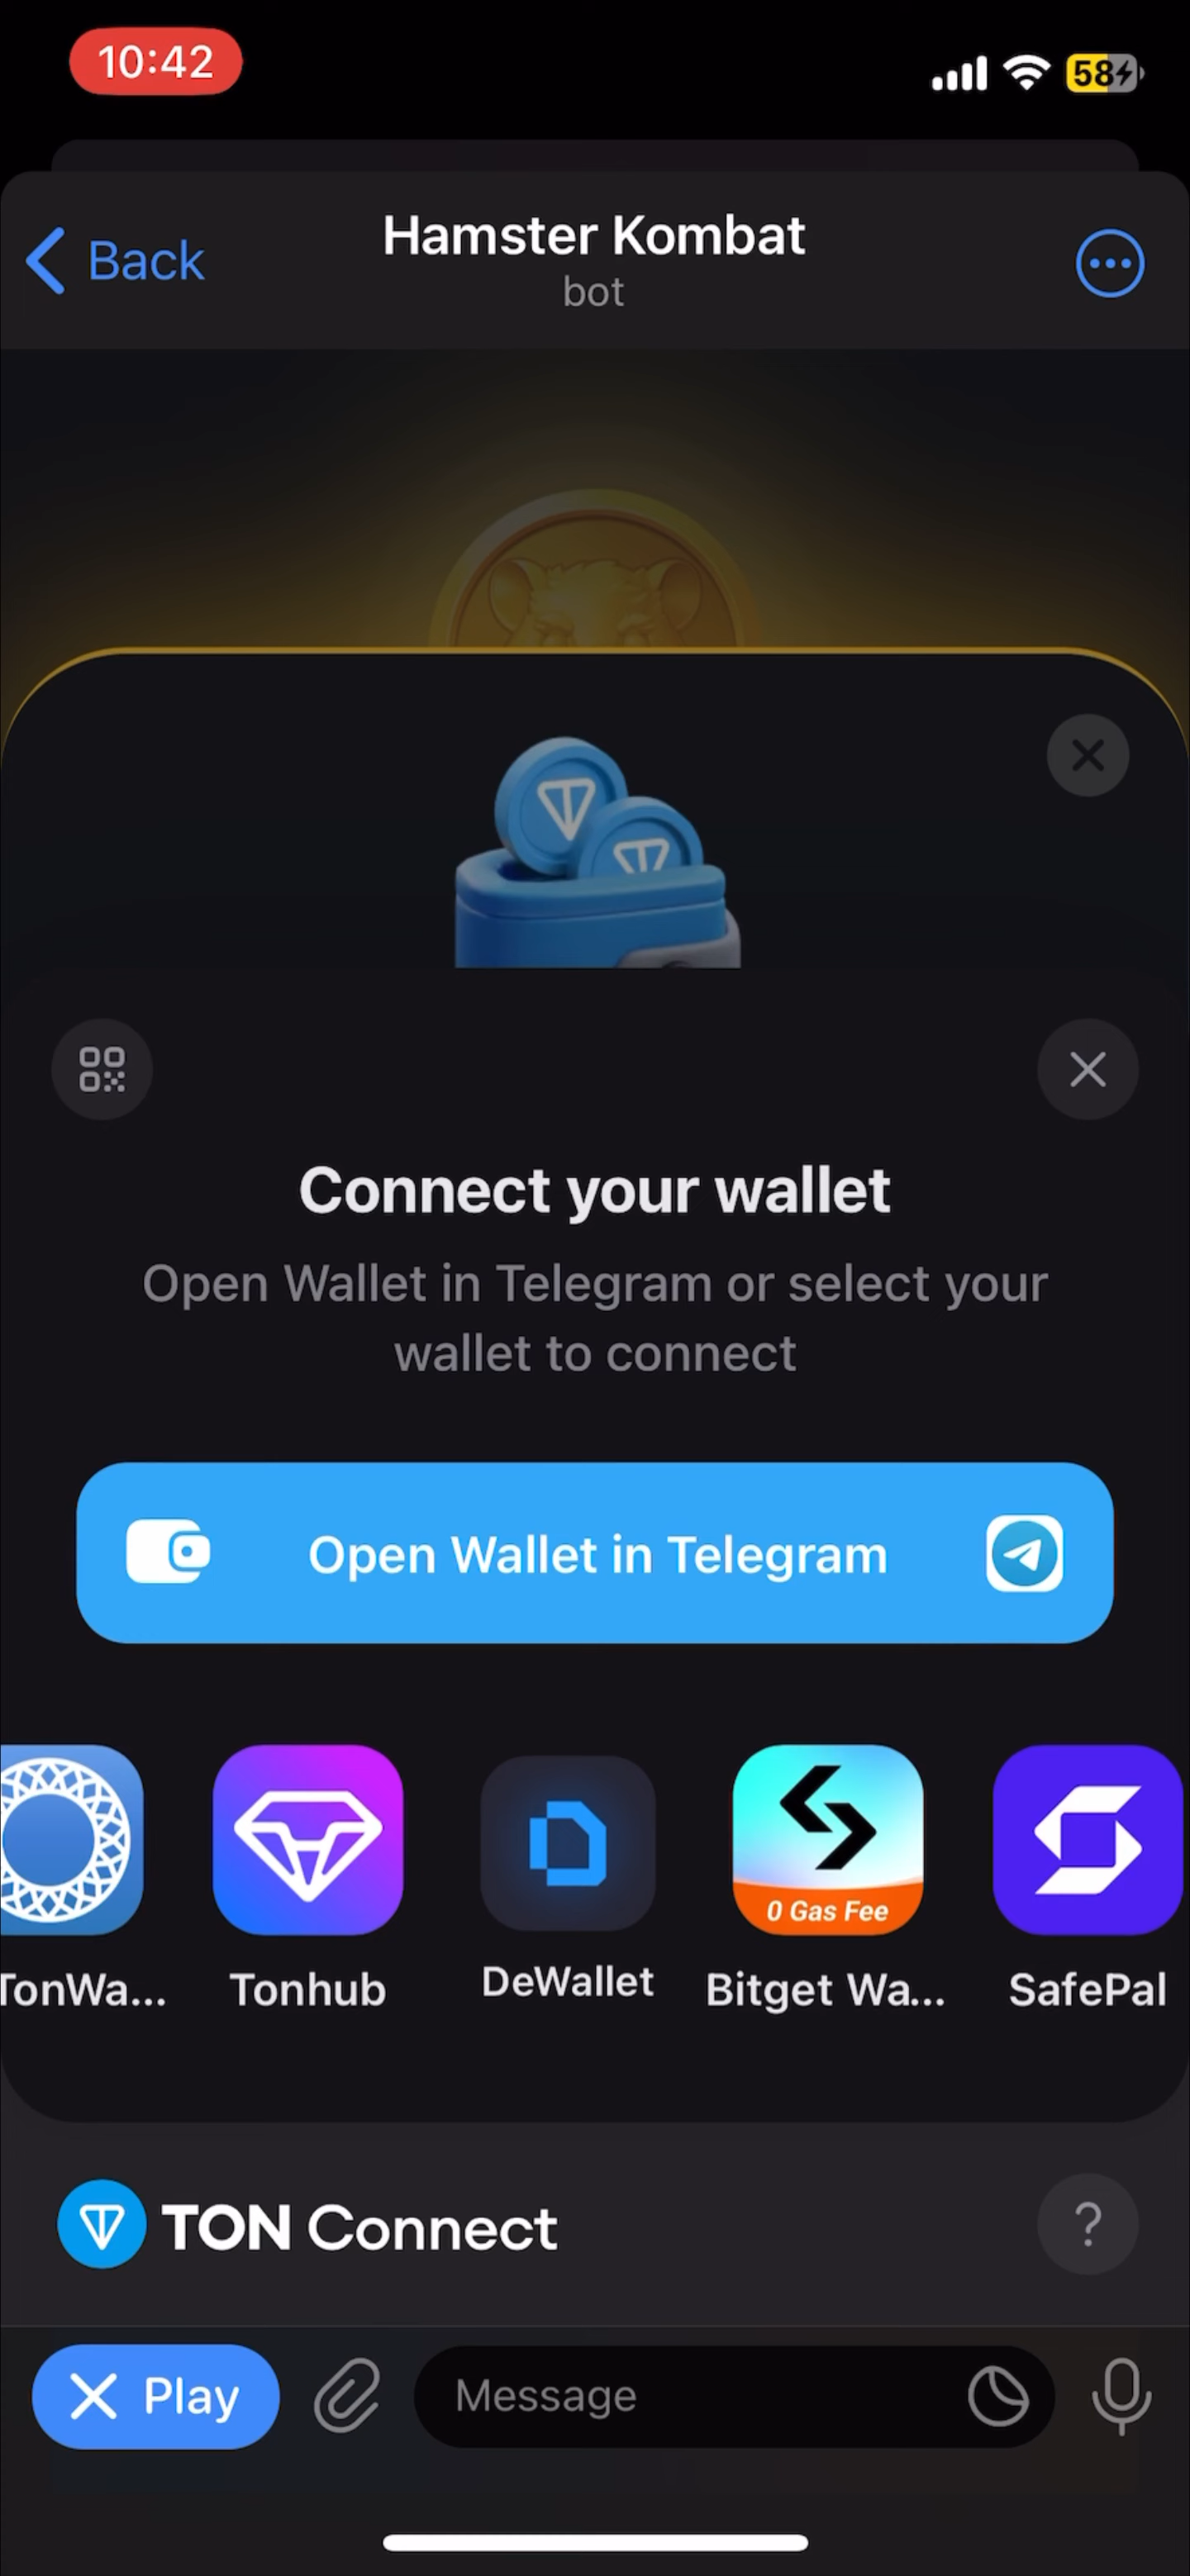 10:42
58
Back
Hamster Kombat
bot
Connect your wallet
Open Wallet in Telegram or select your
wallet to connect
Open Wallet in Telegram
0 Gas Fee
TonWa...
Tonhub
DeWallet
Bitget Wa...
SafePal
TON Connect
?
Play
Message